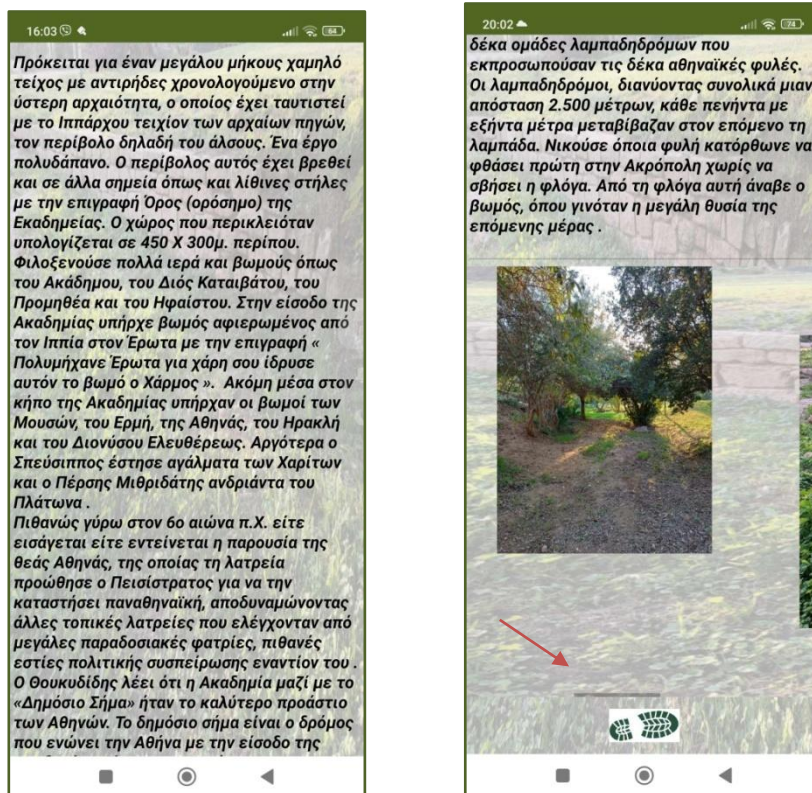 16:03
64
Πρόκειται για έναν μεγάλου μήκους χαμηλό
τείχος με αντιρήδες χρονολογούμενο στην
ύστερη αρχαιότητα, ο οποίος έχει ταυτιστεί
με το Ιππάρχου τειχίον των αρχαίων πηγών,
τον περίβολο δηλαδή του άλσους. Ένα έργο
πολυδάπανο. Ο περίβολος αυτός έχει βρεθεί
και σε άλλα σημεία όπως και λίθινες στήλες
με την επιγραφή Όρος (ορόσημο) της
Εκαδημείας. Ο χώρος που περικλειόταν
υπολογίζεται σε 450 Χ 300μ. περίπου.
Φιλοξενούσε πολλά ιερά και βωμούς όπως
του Ακάδημου, του Διός Καταιβάτου, του
Προμηθέα και του Ηφαίστου. Στην είσοδο της
Ακαδημίας υπήρχε βωμός αφιερωμένος από
τον Ιππία στον Έρωτα με την επιγραφή «
Πολυμήχανε Έρωτα για χάρη σου ίδρυσε
αυτόν το βωμό ο Χάρμος ». Ακόμη μέσα στον
κήπο της Ακαδημίας υπήρχαν οι βωμοί των
Μουσών, του Ερμή, της Αθηνάς, του Ηρακλή
και του Διονύσου Ελευθέρεως. Αργότερα ο
Σπεύσιππος έστησε αγάλματα των Χαρίτων
και ο Πέρσης Μιθριδάτης ανδριάντα του
Πλάτωνα .
Πιθανώς γύρω στον 6ο αιώνα π.Χ. είτε
εισάγεται είτε εντείνεται η παρουσία της
θεάς Αθηνάς, της οποίας τη λατρεία
προώθησε ο Πεισίστρατος για να την
καταστήσει παναθηναϊκή, αποδυναμώνοντας
άλλες τοπικές λατρείες που ελέγχονταν από
μεγάλες παραδοσιακές φατρίες, πιθανές
εστίες πολιτικής συσπείρωσης εναντίον του .
Ο Θουκυδίδης λέει ότι η Ακαδημία μαζί με το
«Δημόσιο Σήμα» ήταν το καλύτερο προάστιο
των Αθηνών. Το δημόσιο σήμα είναι ο δρόμος
που ενώνει την Αθήνα με την είσοδο της
20:02
74
δέκα ομάδες λαμπαδηδρόμων που
εκπροσωπούσαν τις δέκα αθηναϊκές φυλές.
Οι λαμπαδηδρόμοι, διανύοντας συνολικά μιαν
απόσταση 2.500 μέτρων, κάθε πενήντα με
εξήντα μέτρα μεταβίβαζαν στον επόμενο τη
λαμπάδα. Νικούσε όποια φυλή κατόρθωνε να
φθάσει πρώτη στην Ακρόπολη χωρίς να
σβήσει η φλόγα. Από τη φλόγα αυτή άναβε ο
βωμός, όπου γινόταν η μεγάλη θυσία της
επόμενης μέρας .